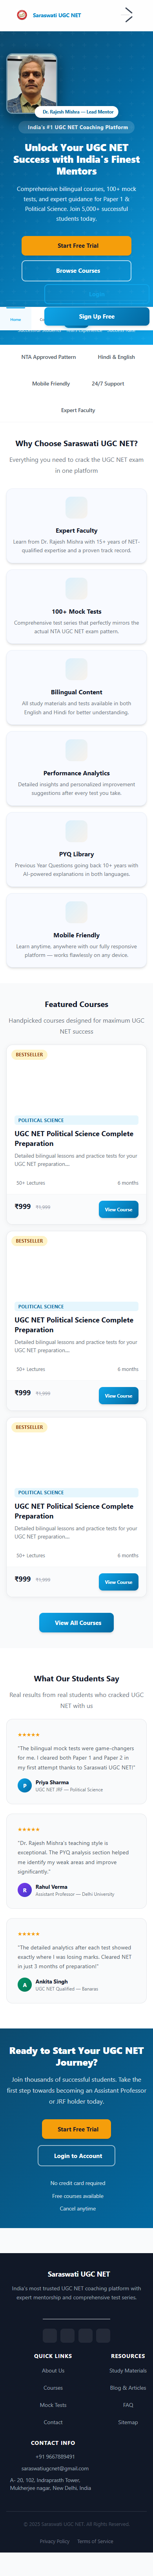 Saraswati UGC NET
Dr. Rajesh Mishra — Lead Mentor
India's #1 UGC NET Coaching Platform
Unlock Your UGC NET
Success with India's Finest
Mentors
Comprehensive bilingual courses, 100+ mock
tests, and expert guidance for Paper 1 &
Political Science. Join 5,000+ successful
students today.
Start Free Trial
Browse Courses
Login
Sign Up Free
Home
NTA Approved Pattern
Hindi & English
Mobile Friendly
24/7 Support
Expert Faculty
Why Choose Saraswati UGC NET?
Everything you need to crack the UGC NET exam
in one platform
Expert Faculty
Learn from Dr. Rajesh Mishra with 15+ years of NET-
qualified expertise and a proven track record.
100+ Mock Tests
Comprehensive test series that perfectly mirrors the
actual NTA UGC NET exam pattern.
Bilingual Content
All study materials and tests available in both
English and Hindi for better understanding.
Performance Analytics
Detailed insights and personalized improvement
suggestions after every test you take.
PYQ Library
Previous Year Questions going back 10+ years with
AI-powered explanations in both languages.
Mobile Friendly
Learn anytime, anywhere with our fully responsive
platform — works flawlessly on any device.
Featured Courses
Handpicked courses designed for maximum UGC
NET success
BESTSELLER
POLITICAL SCIENCE
UGC NET Political Science Complete
Preparation
Detailed bilingual lessons and practice tests for your
UGC NET preparation...
50+ Lectures
6 months
₹999 ₹1,999
View Course
BESTSELLER
POLITICAL SCIENCE
UGC NET Political Science Complete
Preparation
Detailed bilingual lessons and practice tests for your
UGC NET preparation...
50+ Lectures
6 months
₹999 ₹1,999
View Course
BESTSELLER
POLITICAL SCIENCE
UGC NET Political Science Complete
Preparation
Detailed bilingual lessons and practice tests for your
UGC NET preparation...
50+ Lectures
6 months
₹999 ₹1,999
View Course
View All Courses
What Our Students Say
Real results from real students who cracked UGC
NET with us
★★★★★
"The bilingual mock tests were game-changers
for me. I cleared both Paper 1 and Paper 2 in
my first attempt thanks to Saraswati UGC NET!"
P
Priya Sharma
UGC NET JRF — Political Science
★★★★★
"Dr. Rajesh Mishra's teaching style is
exceptional. The PYQ analysis section helped
me identify my weak areas and improve
significantly."
R
Rahul Verma
Assistant Professor — Delhi University
★★★★★
"The detailed analytics after each test showed
exactly where I was losing marks. Cleared NET
in just 3 months of preparation!"
A
Ankita Singh
UGC NET Qualified — Banaras
Ready to Start Your UGC NET
Journey?
Join thousands of successful students. Take the
first step towards becoming an Assistant Professor
or JRF holder today.
Start Free Trial
Login to Account
No credit card required
Free courses available
Cancel anytime
Saraswati UGC NET
India's most trusted UGC NET coaching platform with
expert mentorship and comprehensive test series.
QUICK LINKS
About Us
Courses
Mock Tests
Contact
RESOURCES
Study Materials
Blog & Articles
FAQ
Sitemap
CONTACT INFO
+91 9667889491
saraswatiugcnet@gmail.com
A- 20, 102, Indraprasth Tower,
Mukherjee nagar, New Delhi, India
© 2025 Saraswati UGC NET. All Rights Reserved.
Privacy Policy
Terms of Service